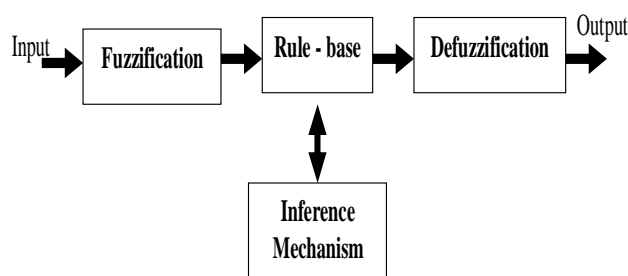 Input
Fuzzification
Rule - base
Defuzzification
Output
Inference
Mechanism